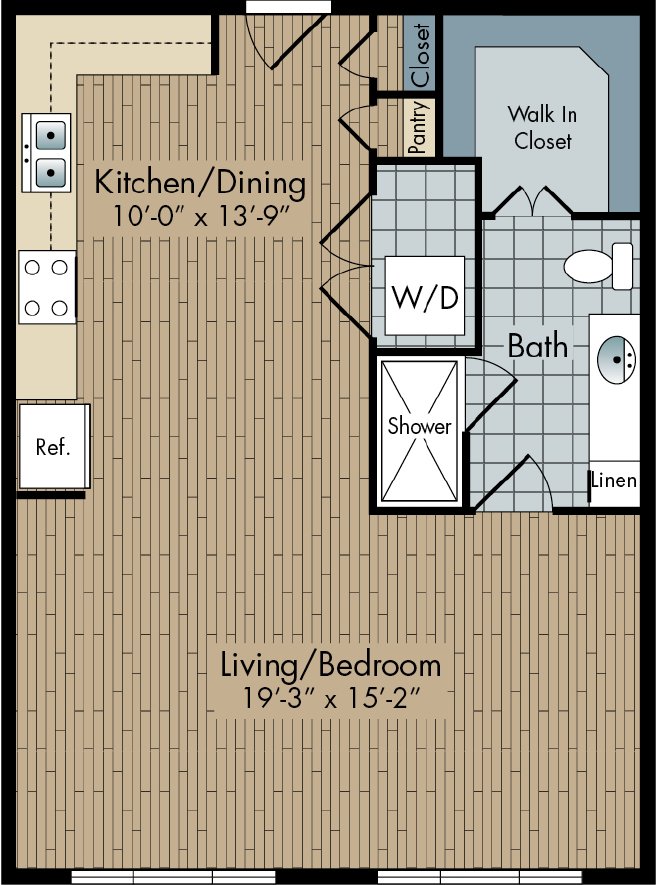 Closet
Walk In
Closet
Pantry
Kitchen/Dining
10’-0” x 13’-9”
W/D
Bath
Shower
Ref.
Linen
Living/Bedroom
19’-3” x 15’-2”